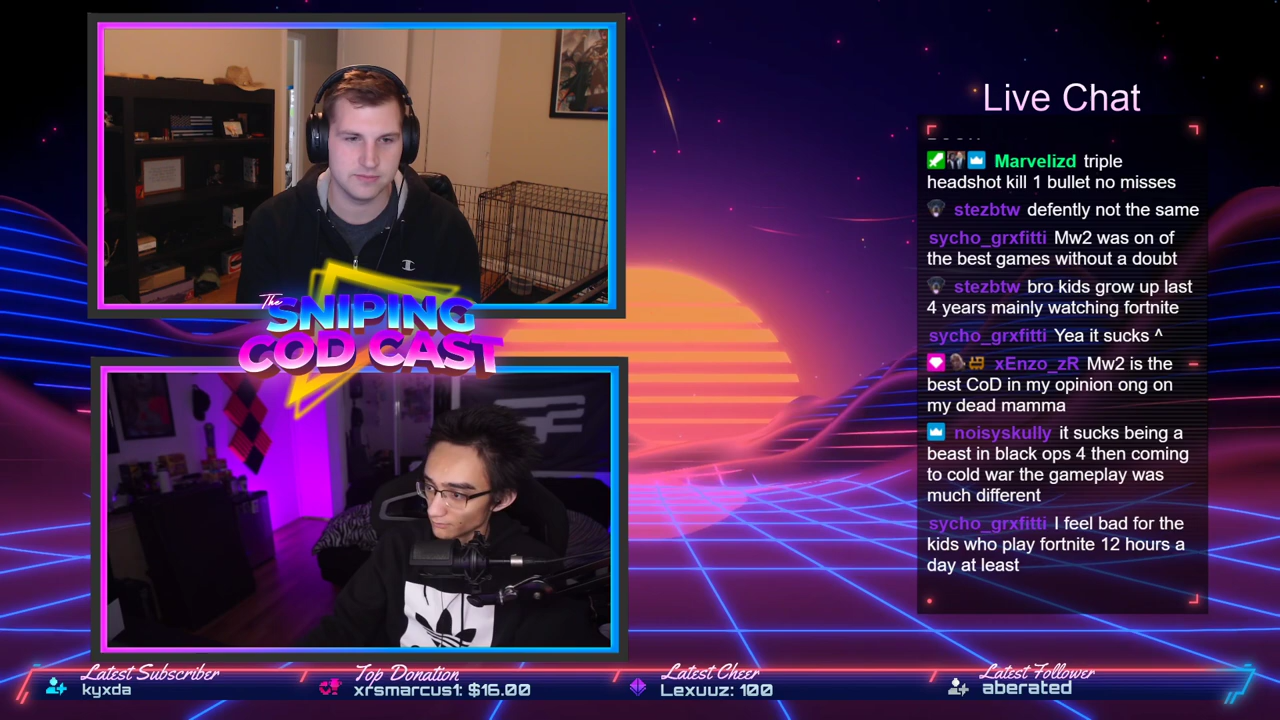 Live Chat
Marvelizd triple
headshot kill 1 bullet no misses
stezbtw defently not the same
sycho_grxfitti Mw2 was on of
the best games without a doubt
stezbtw bro kids grow up last
4 years mainly watching fortnite
sycho_grxfitti Yea it sucks ^
xEnzo_zR Mw2 is the
best CoD in my opinion ong on
my dead mamma
noisyskully it sucks being a
beast in black ops 4 then coming
to cold war the gameplay was
much different
sycho_grxfitti I feel bad for the
kids who play fortnite 12 hours a
day at least
The
SNIPING
COD CAST
Latest Subscriber
kyxda
Top Donation
xrsmarcus1: $16.00
Latest Cheer
Lexuuz: 100
Latest Follower
aberated